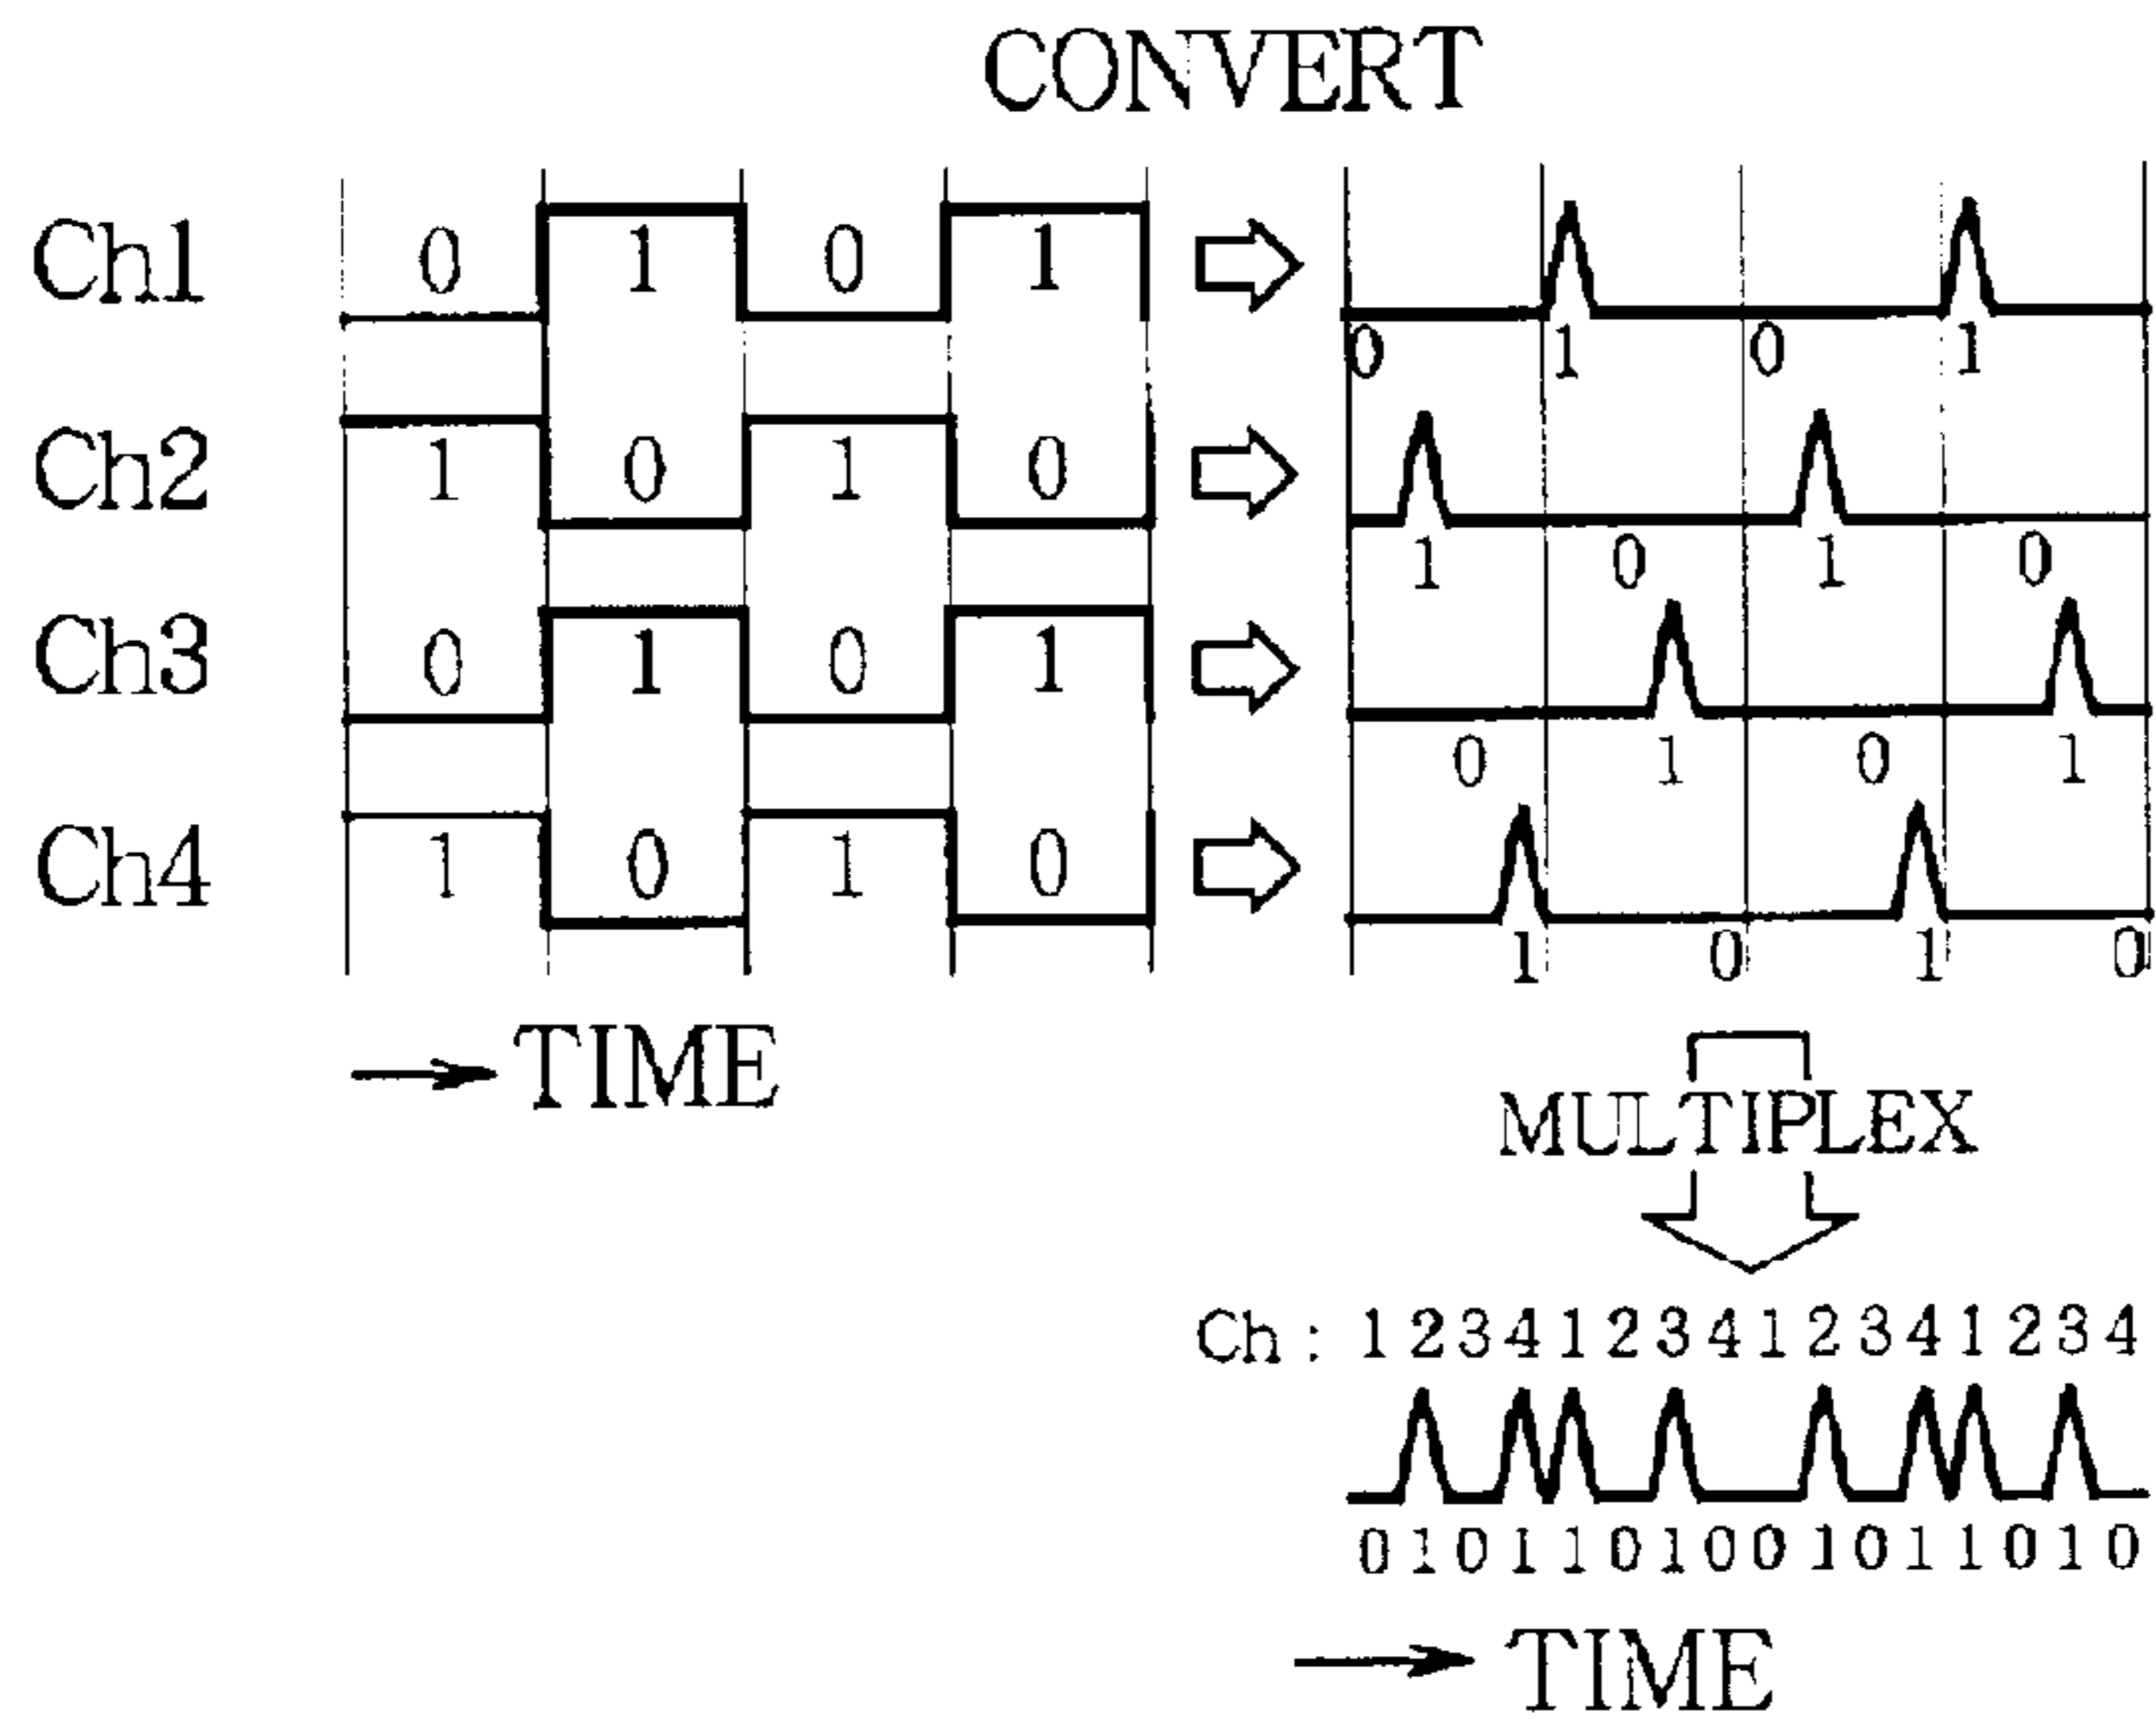 CONVERT
Ch1 0 1 0 1
0 1 0 1
Ch2 1 0 1 0
1 0 1 0
Ch3 0 1 0 1
0 1 0 1
Ch4 1 0 1 0
1 0 1 0
TIME
MULTIPLEX
Ch : 1 2 3 4 1 2 3 4 1 2 3 4 1 2 3 4
0 1 0 1 1 0 1 0 0 1 0 1 1 0 1 0
TIME